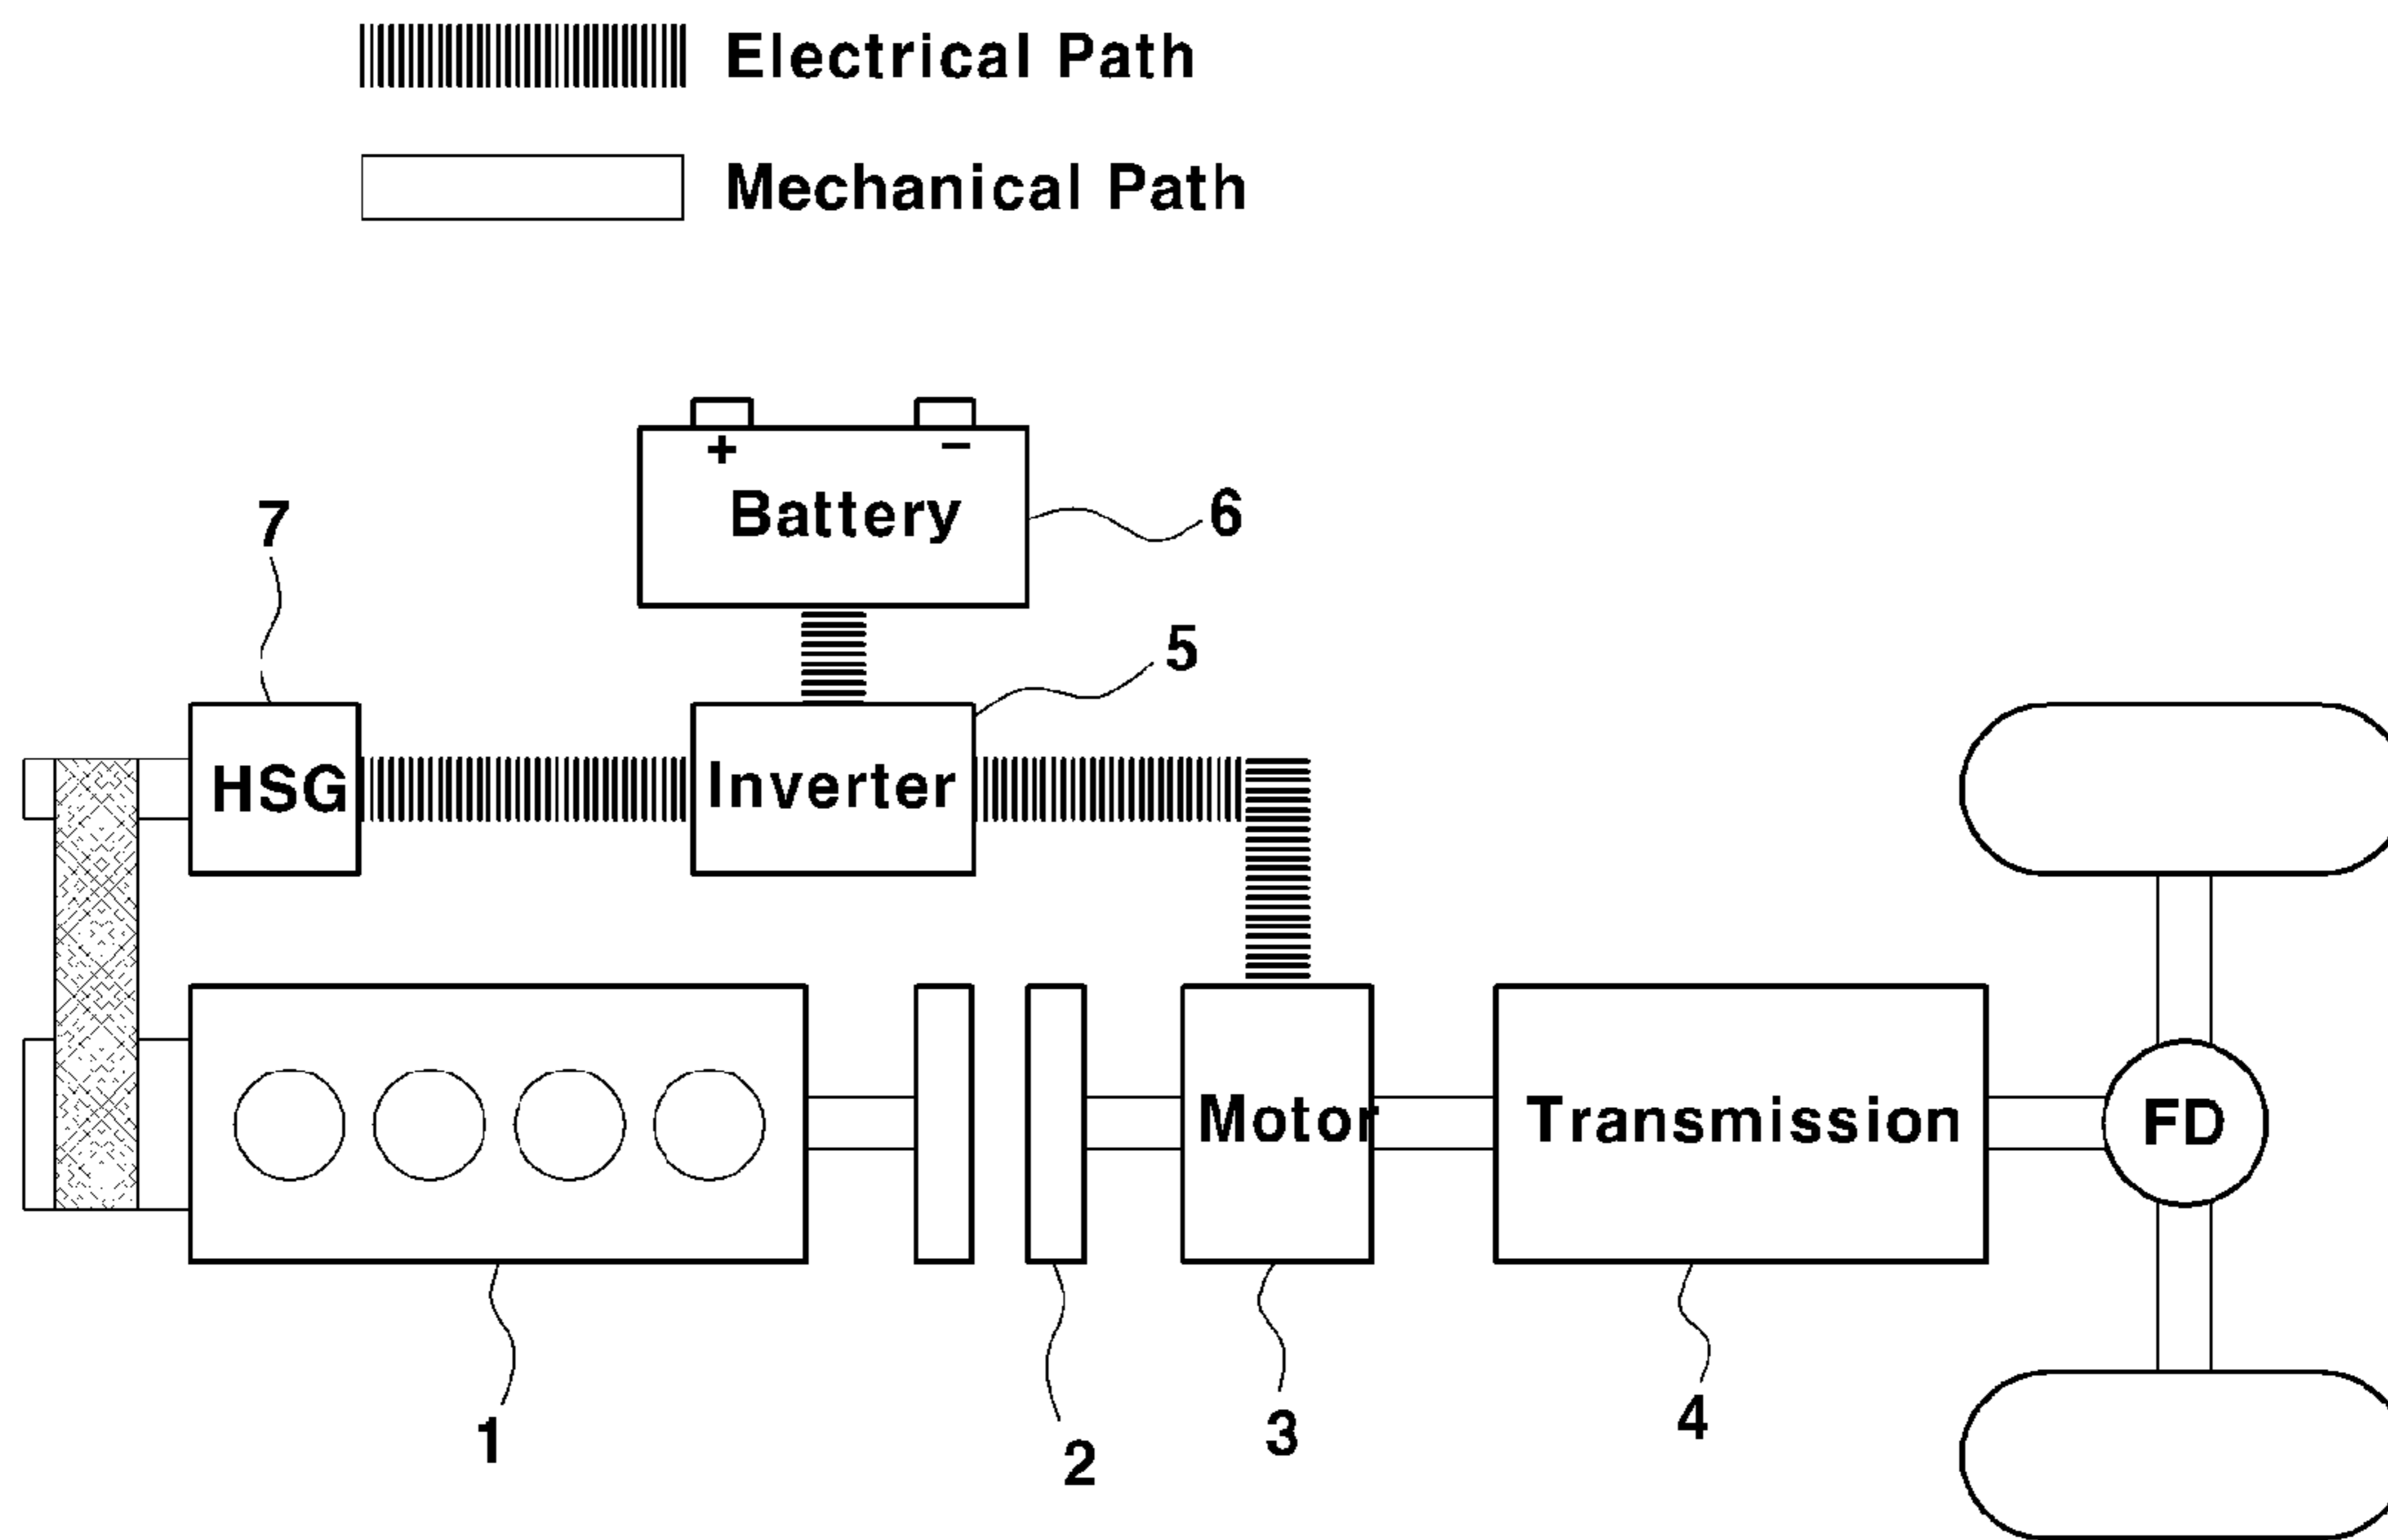 Electrical Path
Mechanical Path
+ −
Battery
6
7
5
HSG
Inverter
Motor
Transmission
FD
1
2
3
4